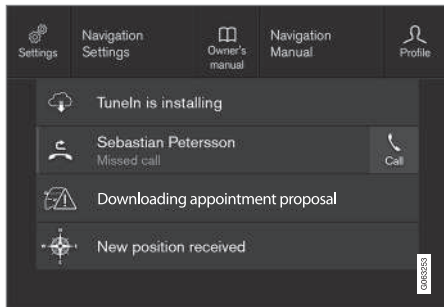 Settings
Navigation
Settings
Owner's
manual
Navigation
Manual
Profile
TuneIn is installing
Sebastian Petersson
Missed call
Call
Downloading appointment proposal
New position received
G063253